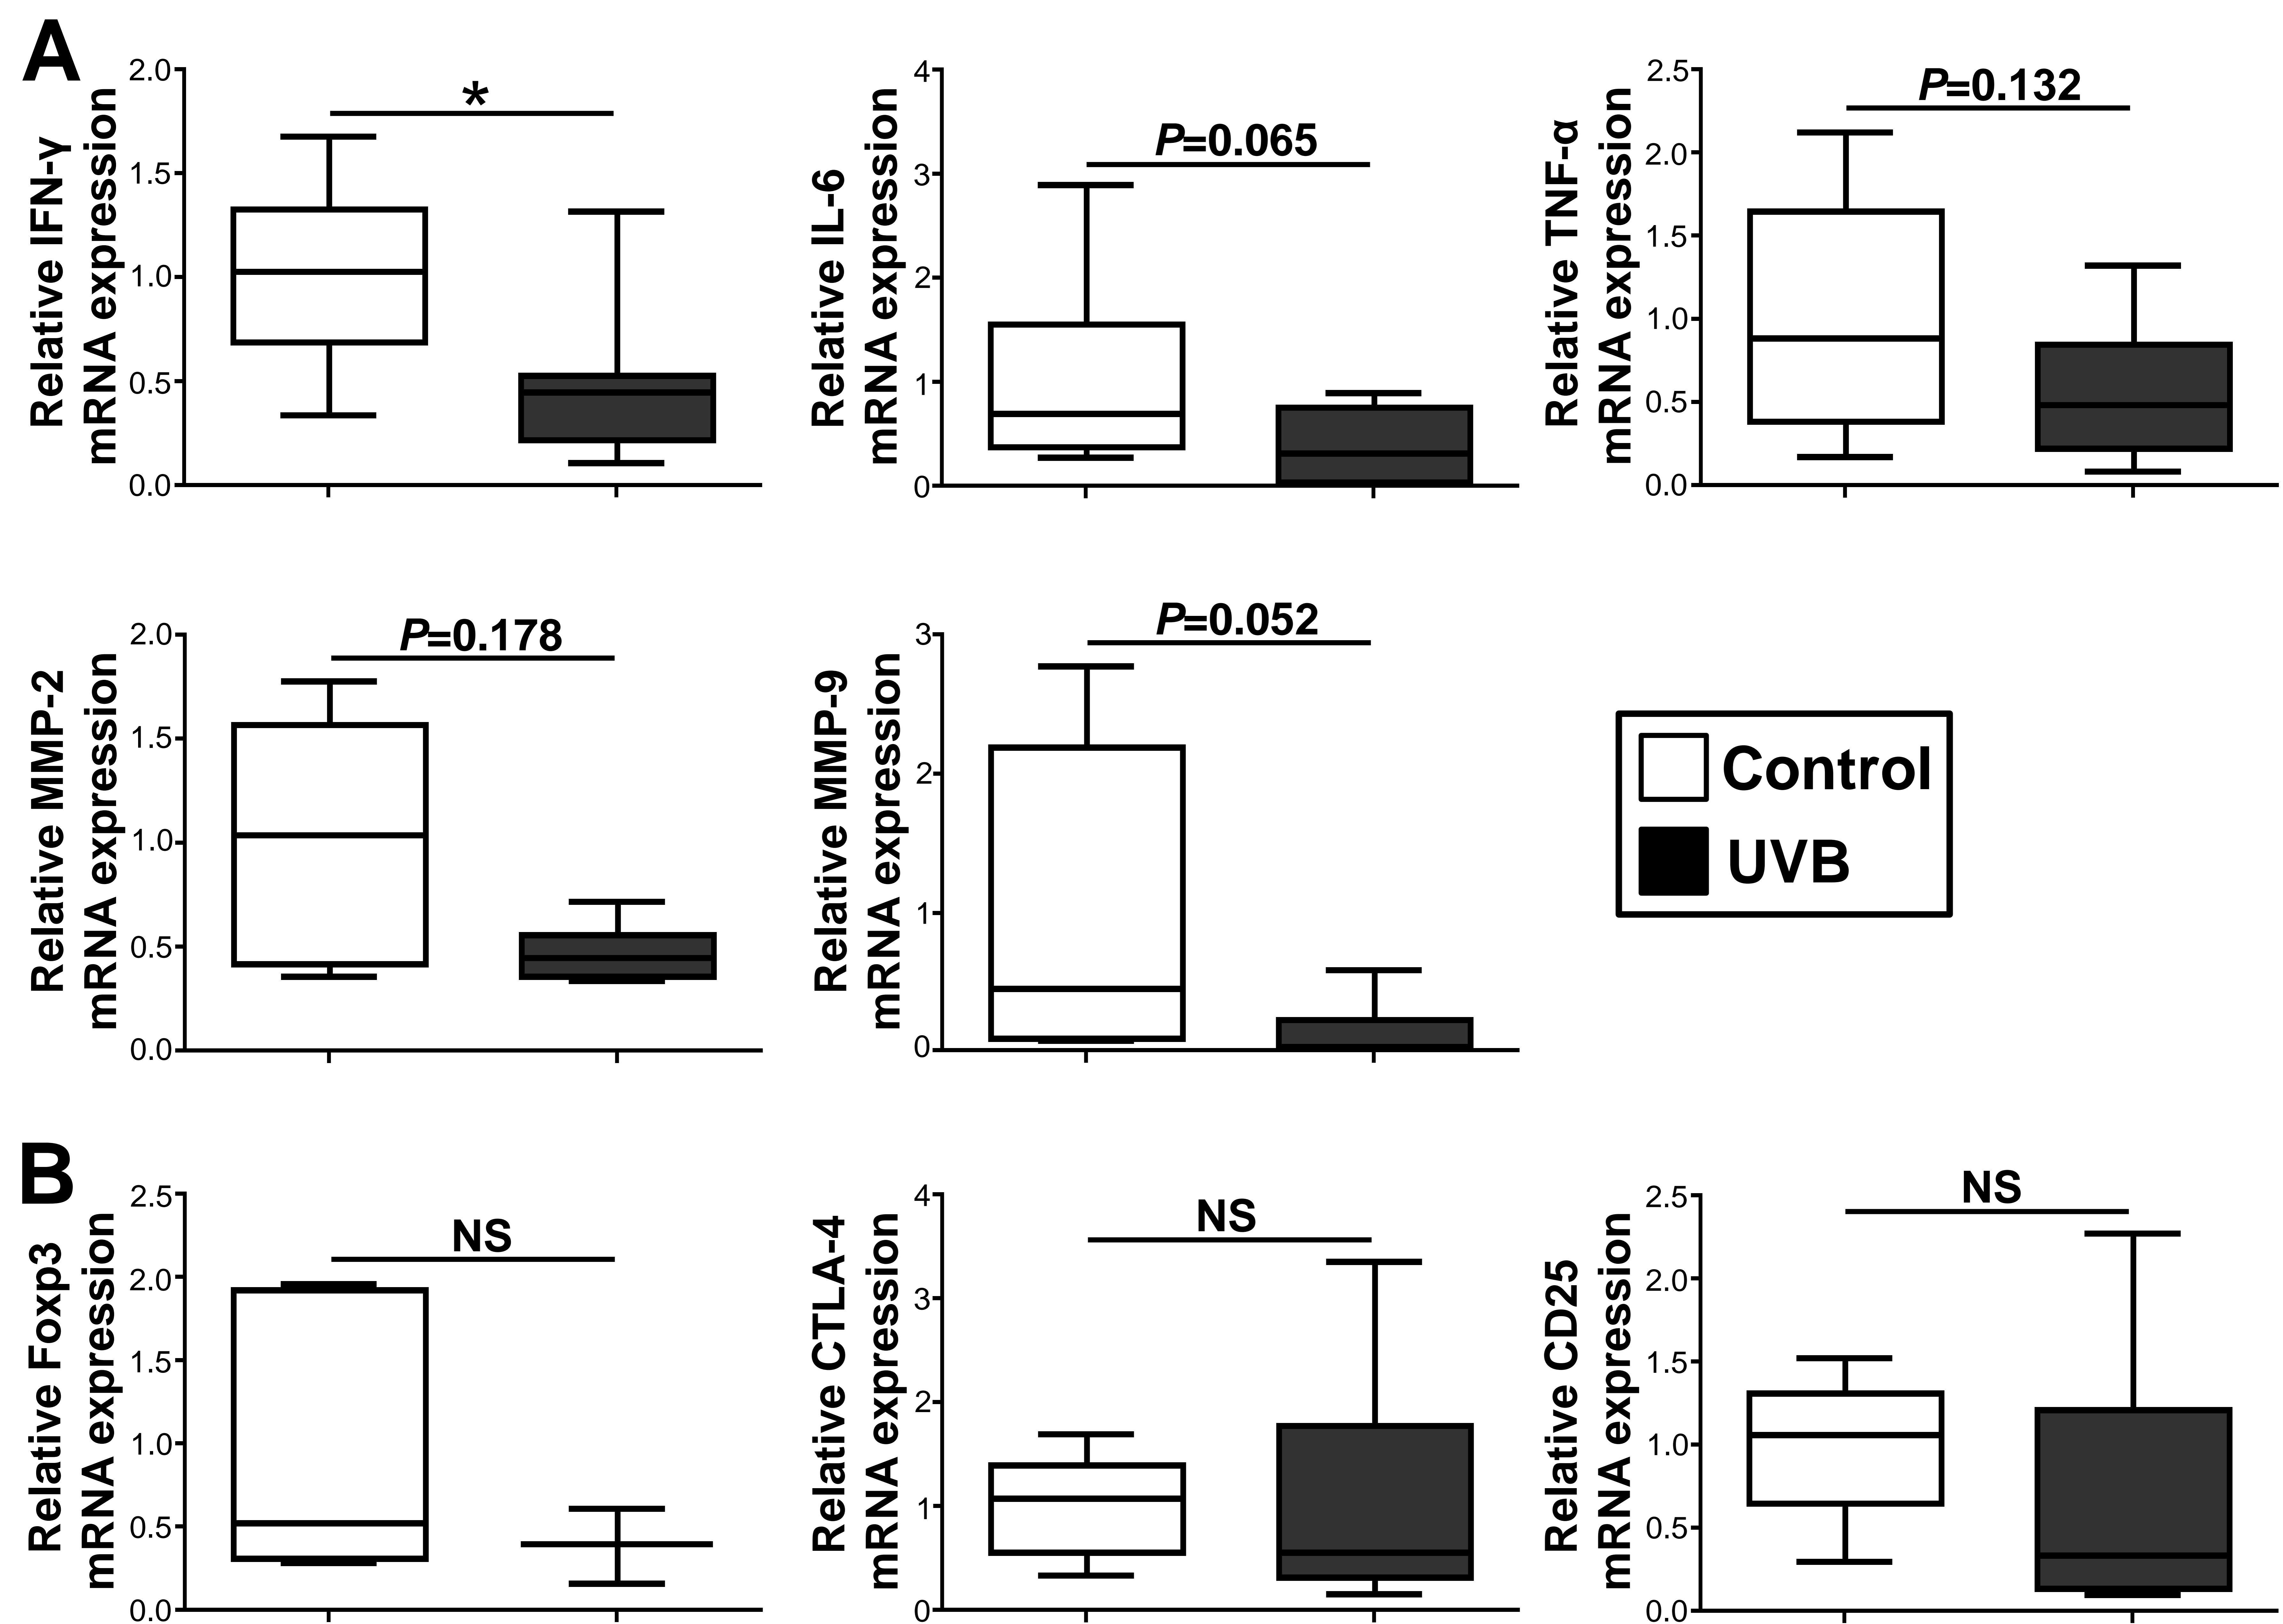 A
Relative IFN-γ
mRNA expression
2.0
1.5
1.0
0.5
0.0
*
Relative IL-6
mRNA expression
4
3
2
1
0
P=0.065
Relative TNF-α
mRNA expression
2.5
2.0
1.5
1.0
0.5
0.0
P=0.132
Relative MMP-2
mRNA expression
2.0
1.5
1.0
0.5
0.0
P=0.178
Relative MMP-9
mRNA expression
3
2
1
0
P=0.052
Control
UVB
B
Relative Foxp3
mRNA expression
2.5
2.0
1.5
1.0
0.5
0.0
NS
Relative CTLA-4
mRNA expression
4
3
2
1
0
NS
Relative CD25
mRNA expression
2.5
2.0
1.5
1.0
0.5
0.0
NS